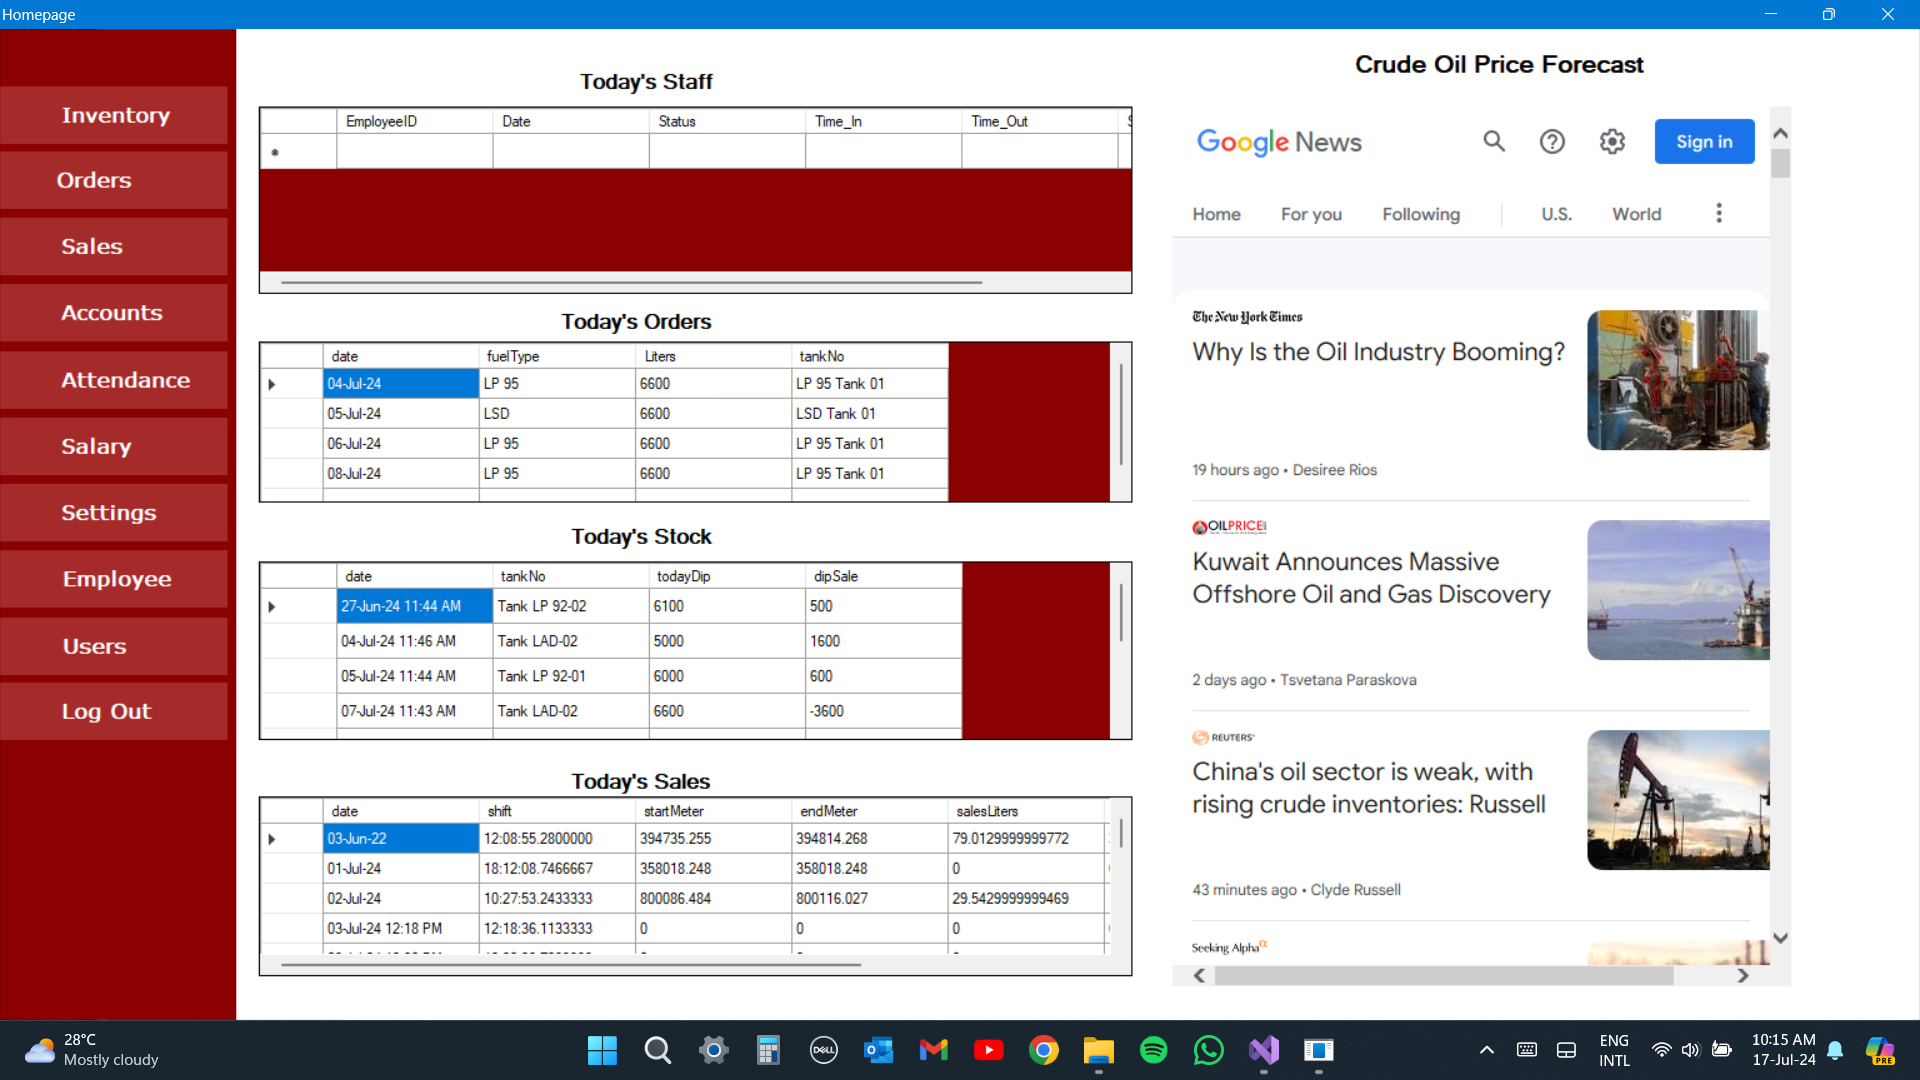 Homepage
Inventory
Orders
Sales
Accounts
Attendance
Salary
Settings
Employee
Users
Log Out
Today's Staff
EmployeeID Date Status Time_In Time_Out
Today's Orders
date fuelType Liters tankNo
04-Jul-24 LP 95 6600 LP 95 Tank 01
05-Jul-24 LSD 6600 LSD Tank 01
06-Jul-24 LP 95 6600 LP 95 Tank 01
08-Jul-24 LP 95 6600 LP 95 Tank 01
Today's Stock
date tankNo todayDip dipSale
27-Jun-24 11:44 AM Tank LP 92-02 6100 500
04-Jul-24 11:46 AM Tank LAD-02 5000 1600
05-Jul-24 11:44 AM Tank LP 92-01 6000 600
07-Jul-24 11:43 AM Tank LAD-02 6600 -3600
Today's Sales
date shift startMeter endMeter salesLiters
03-Jun-22 12:08:55.2800000 394735.255 394814.268 79.0129999999772
01-Jul-24 18:12:08.7466667 358018.248 358018.248 0
02-Jul-24 10:27:53.2433333 800086.484 800116.027 29.5429999999469
03-Jul-24 12:18 PM 12:18:36.1133333 0 0 0
Crude Oil Price Forecast
Google News
Sign in
Home For you Following U.S. World
The New York Times
Why Is the Oil Industry Booming?
19 hours ago • Desiree Rios
OILPRICE
Kuwait Announces Massive
Offshore Oil and Gas Discovery
2 days ago • Tsvetana Paraskova
REUTERS
China's oil sector is weak, with
rising crude inventories: Russell
43 minutes ago • Clyde Russell
Seeking Alpha
28°C
Mostly cloudy
DELL
PRE
ENG
INTL
10:15 AM
17-Jul-24